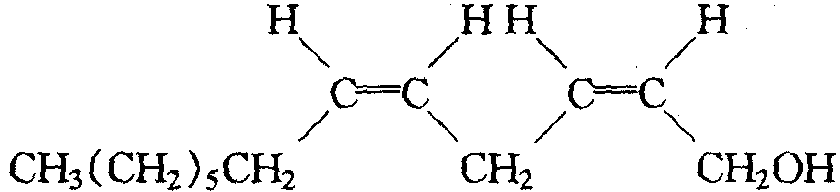 H H H H
C=C C=C
CH₃(CH₂)₅CH₂ CH₂ CH₂OH